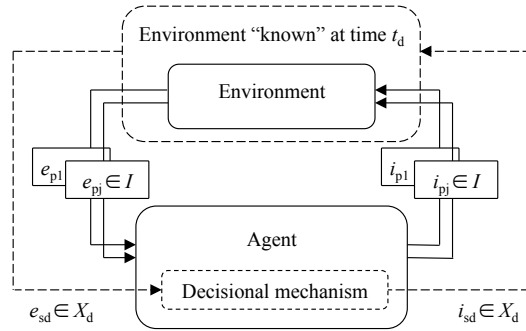 Environment “known” at time t_d
Environment
e_p1
e_pj ∈ I
i_p1
i_pj ∈ I
Agent
Decisional mechanism
e_sd ∈ X_d
i_sd ∈ X_d